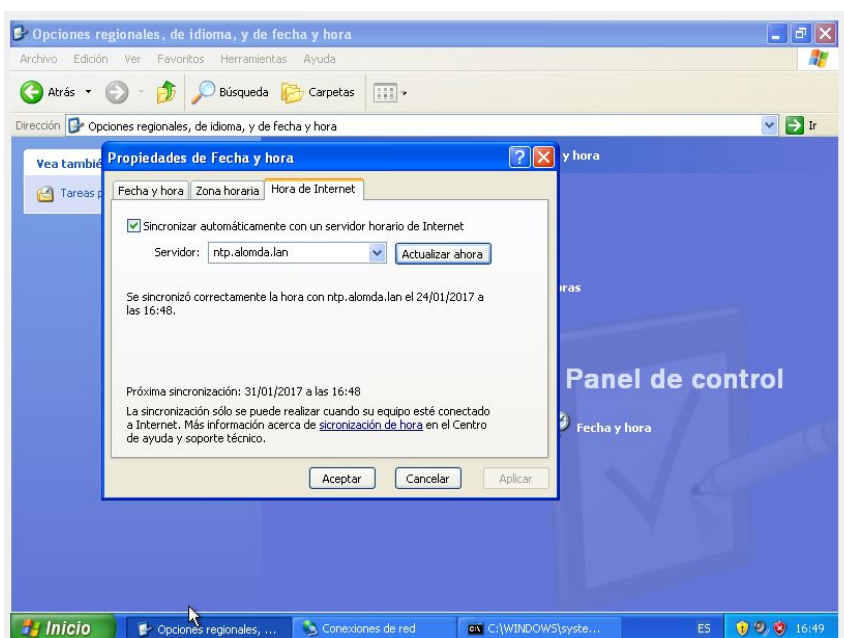 Opciones regionales, de idioma, y de fecha y hora
Archivo Edición Ver Favoritos Herramientas Ayuda
Atrás Búsqueda Carpetas
Dirección Opciones regionales, de idioma, y de fecha y hora Ir
Vea también
Propiedades de Fecha y hora
y hora
Tareas
Fecha y hora Zona horaria Hora de Internet
Sincronizar automáticamente con un servidor horario de Internet
Servidor: ntp.alomda.lan Actualizar ahora
Se sincronizó correctamente la hora con ntp.alomda.lan el 24/01/2017 a
las 16:48.
Próxima sincronización: 31/01/2017 a las 16:48
La sincronización sólo se puede realizar cuando su equipo esté conectado
a Internet. Más información acerca de sicronización de hora en el Centro
de ayuda y soporte técnico.
Panel de control
Fecha y hora
Aceptar Cancelar Aplicar
Inicio Opciones regionales, ... Conexiones de red C:\WINDOWS\syste... ES 16:49